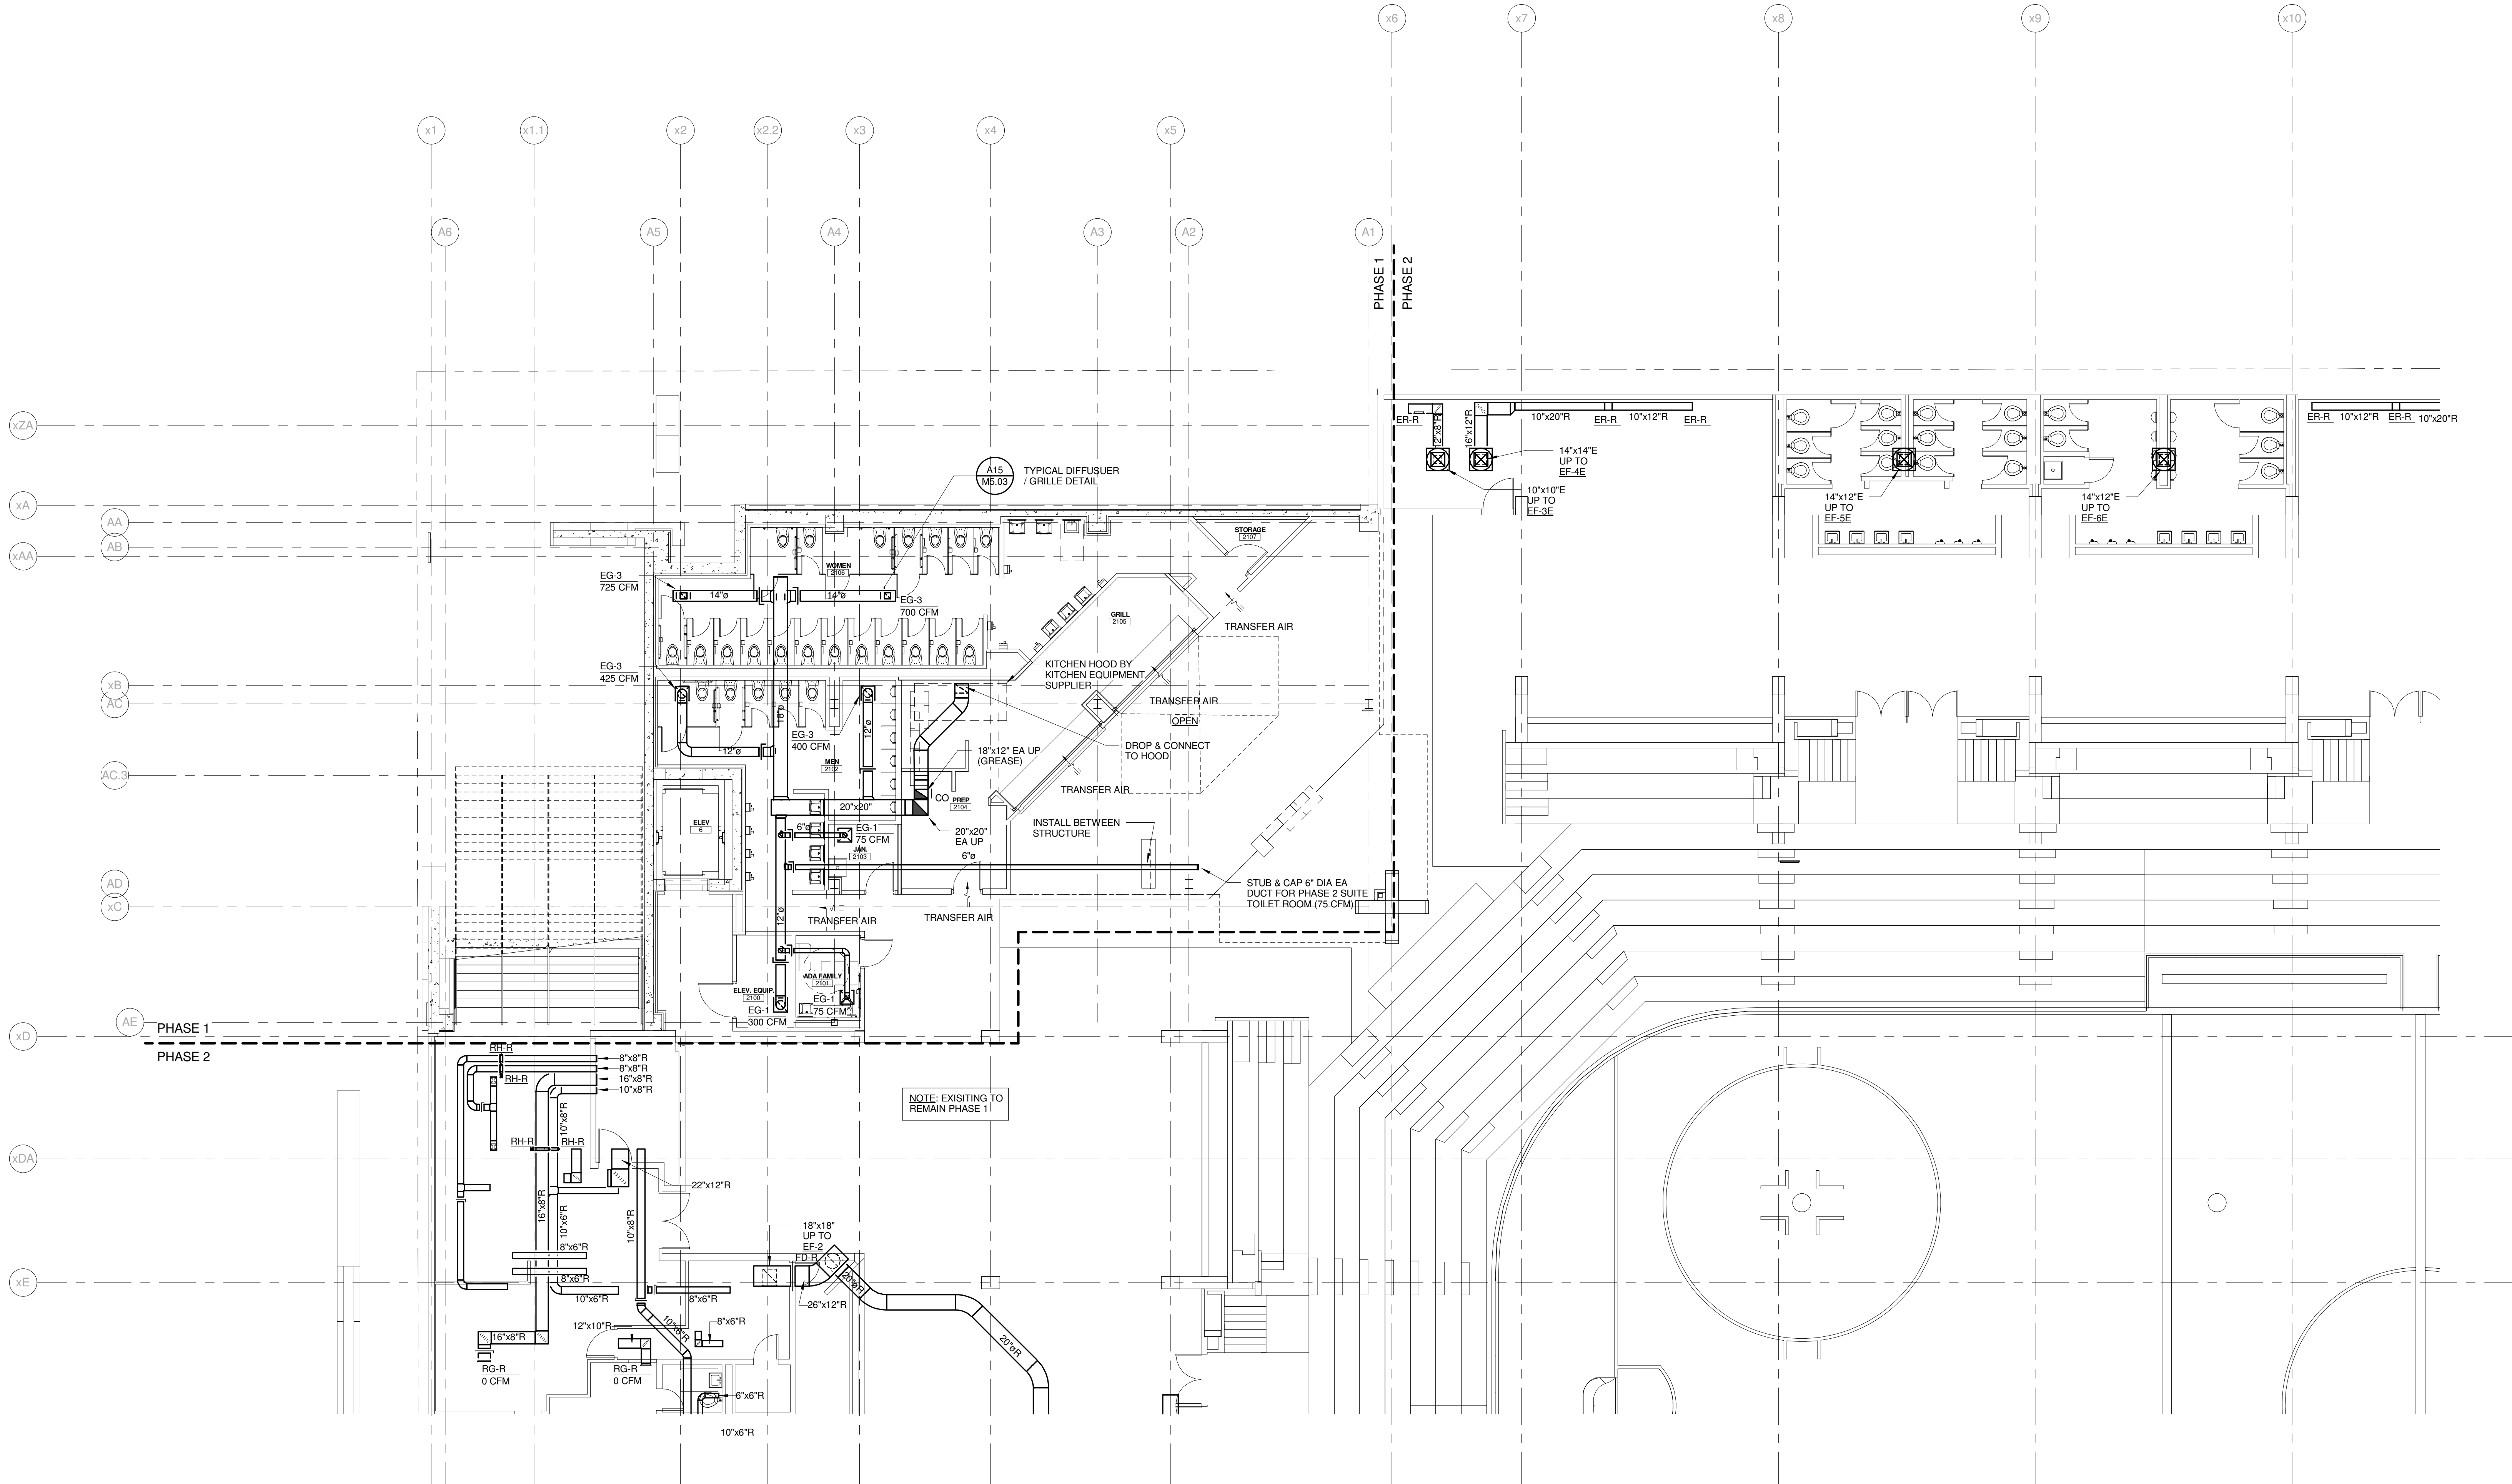 x6
x7
x8
x9
x10
x1
x1.1
x2
x2.2
x3
x4
x5
A6
A5
A4
A3
A2
A1
PHASE 1
PHASE 2
xZA
xA
AA
AB
xAA
xB
AC
AC.3
AD
xC
AE
xD
xDA
xE
ER-R
12"x8"R
16"x12"R
10"x20"R
ER-R
10"x12"R
ER-R
ER-R
10"x12"R
ER-R
10"x20"R
14"x14"E
UP TO
EF-4E
10"x10"E
UP TO
EF-3E
14"x12"E
UP TO
EF-5E
14"x12"E
UP TO
EF-6E
A15
M5.03
TYPICAL DIFFUSUER
/ GRILLE DETAIL
STORAGE
2107
WOMEN
2106
EG-3
725 CFM
14"ø
14"ø
EG-3
700 CFM
GRILL
2105
TRANSFER AIR
EG-3
425 CFM
KITCHEN HOOD BY
KITCHEN EQUIPMENT
SUPPLIER
TRANSFER AIR
OPEN
18"ø
12"ø
12"ø
EG-3
400 CFM
MEN
2102
18"x12" EA UP
(GREASE)
DROP & CONNECT
TO HOOD
TRANSFER AIR
CO
PREP
2104
20"x20"
20"x20"
EA UP
INSTALL BETWEEN
STRUCTURE
ELEV
6
6"ø
EG-1
75 CFM
JAN.
2103
6"ø
STUB & CAP 6" DIA EA
DUCT FOR PHASE 2 SUITE
TOILET ROOM (75 CFM)
12"ø
TRANSFER AIR
TRANSFER AIR
ADA FAMILY
2101
ELEV. EQUIP.
2100
EG-1
75 CFM
EG-1
300 CFM
PHASE 1
PHASE 2
RH-R
8"x8"R
8"x8"R
16"x8"R
10"x8"R
RH-R
10"x8"R
RH-R
RH-R
NOTE: EXISITING TO
REMAIN PHASE 1
22"x12"R
16"x8"R
10"x6"R
10"x8"R
8"x6"R
8"x6"R
10"x6"R
8"x6"R
18"x18"
UP TO
EF-2
FD-R
20"øR
26"x12"R
20"øR
16"x8"R
12"x10"R
10"x6"R
8"x6"R
RG-R
0 CFM
RG-R
0 CFM
6"x6"R
10"x6"R